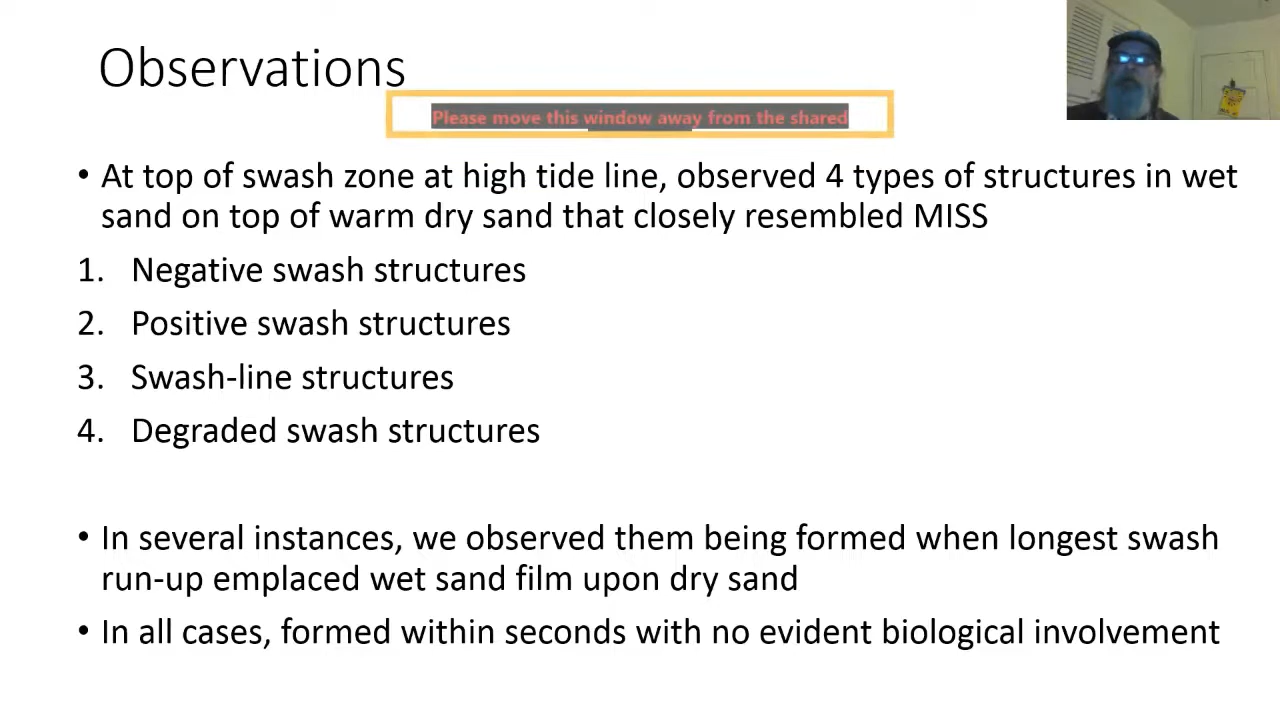 Observations
Please move this window away from the shared
• At top of swash zone at high tide line, observed 4 types of structures in wet
sand on top of warm dry sand that closely resembled MISS
1. Negative swash structures
2. Positive swash structures
3. Swash-line structures
4. Degraded swash structures
• In several instances, we observed them being formed when longest swash
run-up emplaced wet sand film upon dry sand
• In all cases, formed within seconds with no evident biological involvement